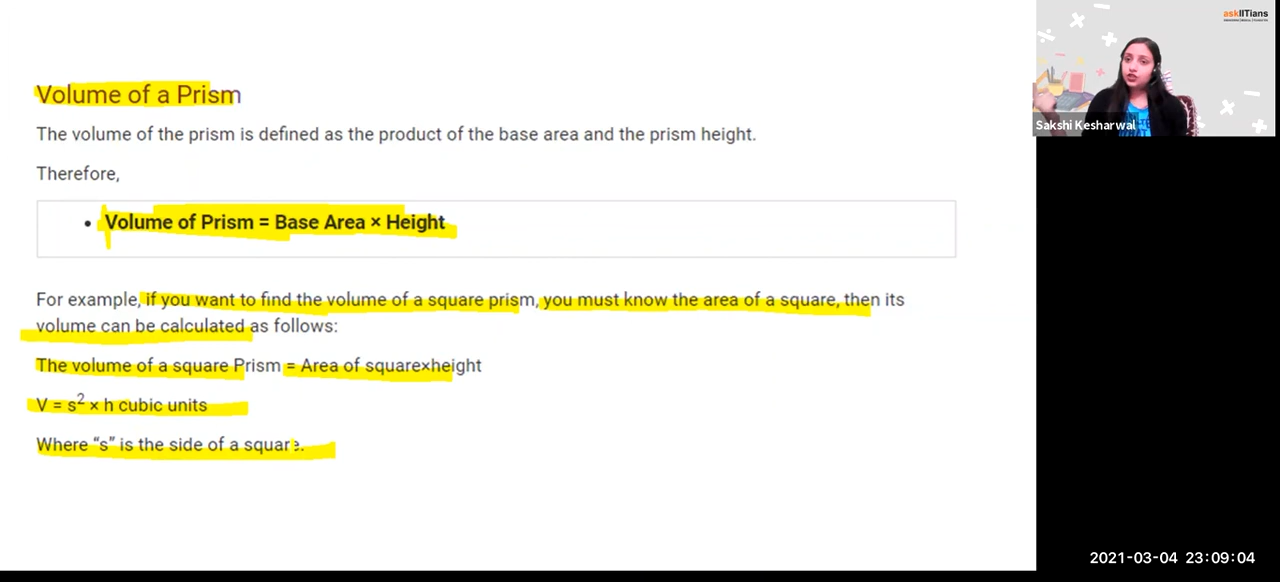 Volume of a Prism
The volume of the prism is defined as the product of the base area and the prism height.
Therefore,
• Volume of Prism = Base Area × Height
For example, if you want to find the volume of a square prism, you must know the area of a square, then its
volume can be calculated as follows:
The volume of a square Prism = Area of square×height
V = s² × h cubic units
Where “s” is the side of a square.
askIITians
Sakshi Kesharwal
2021-03-04 23:09:04